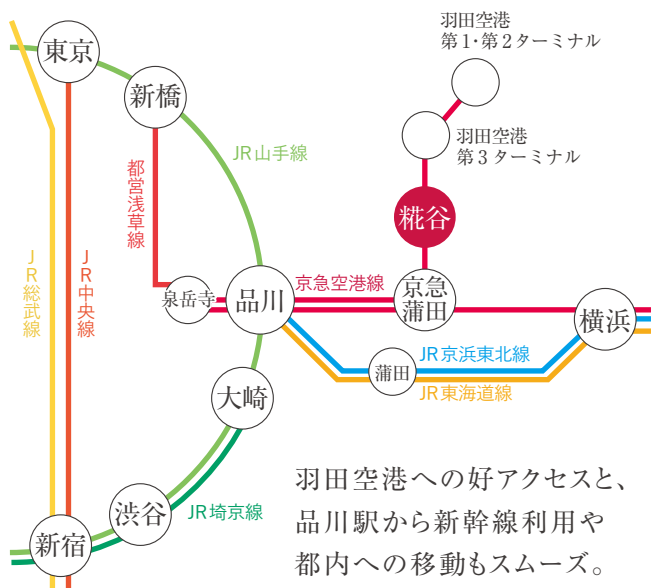 羽田空港
第1・第2ターミナル
東京
新橋
羽田空港
第3ターミナル
JR山手線
都営浅草線
糀谷
JR総武線
JR中央線
泉岳寺
品川
京急空港線
京急
蒲田
横浜
JR京浜東北線
蒲田
JR東海道線
大崎
渋谷
JR埼京線
新宿
羽田空港への好アクセスと、
品川駅から新幹線利用や
都内への移動もスムーズ。